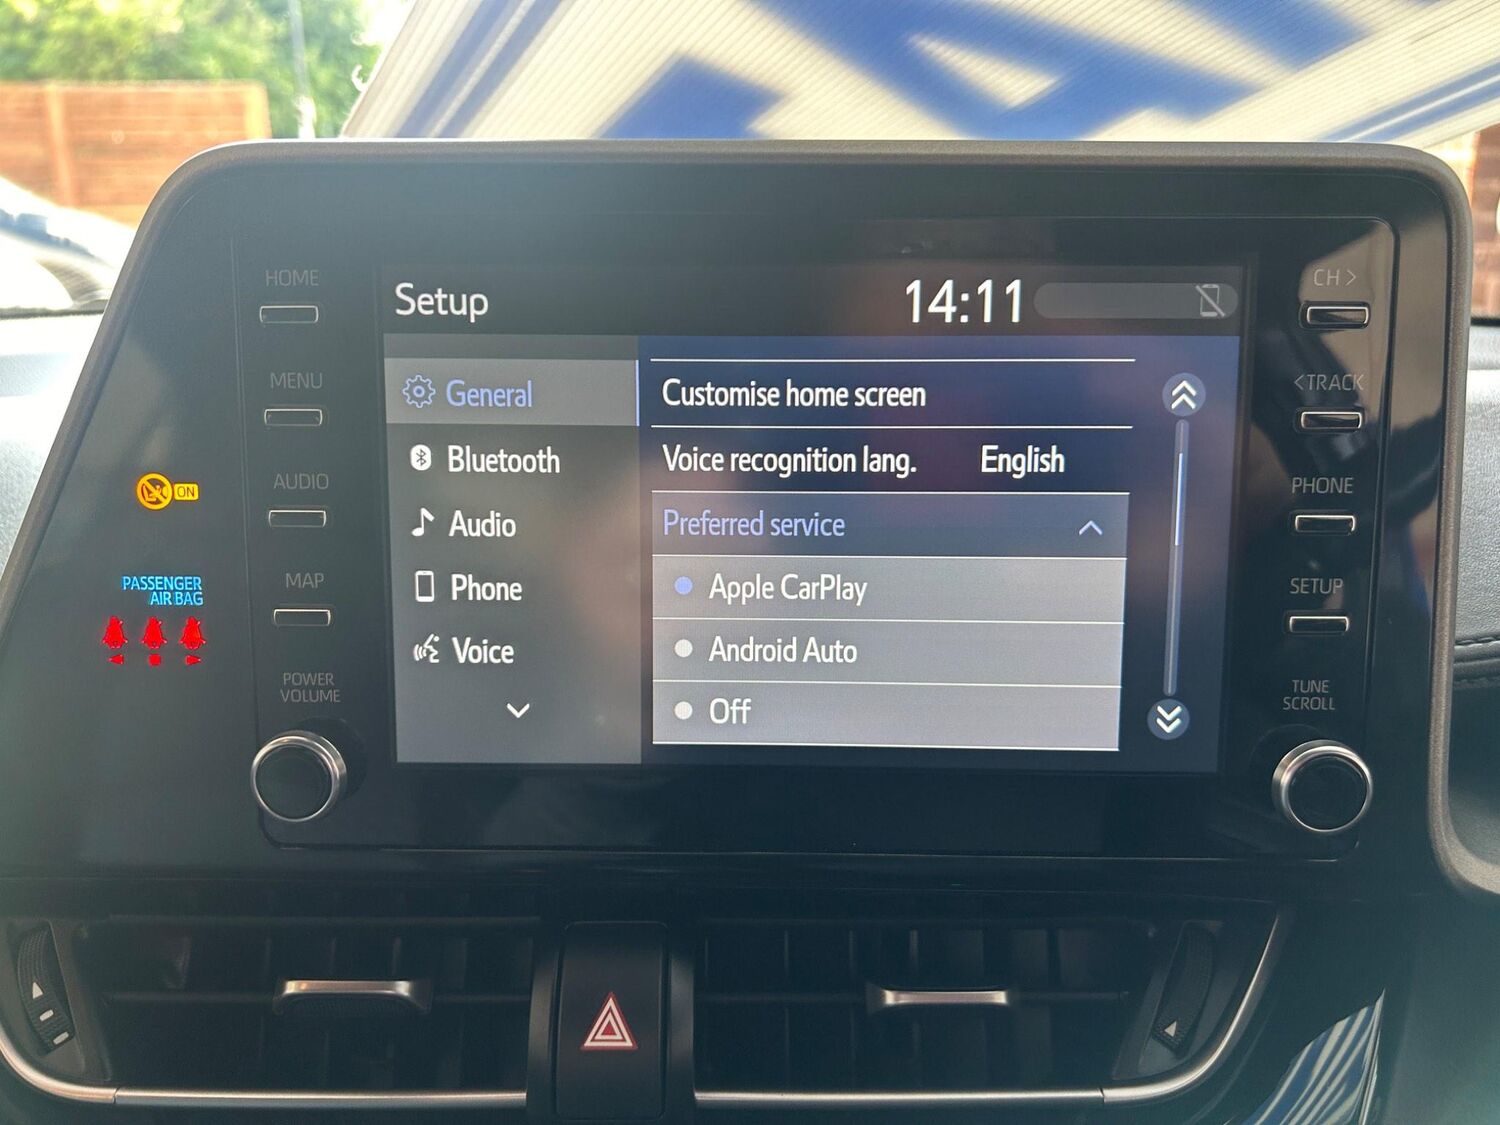 HOME
MENU
AUDIO
MAP
POWER
VOLUME
ON
PASSENGER
AIR BAG
Setup
14:11
General
Bluetooth
Audio
Phone
Voice
Customise home screen
Voice recognition lang. English
Preferred service
Apple CarPlay
Android Auto
Off
CH >
< TRACK
PHONE
SETUP
TUNE
SCROLL